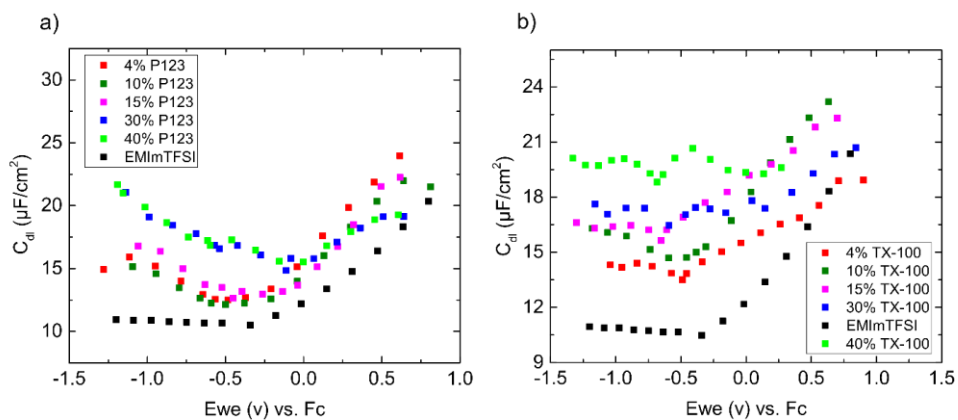 a)
C_dl (µF/cm²)
30
25
20
15
10
4% P123
10% P123
15% P123
30% P123
40% P123
EMImTFSI
-1.5 -1.0 -0.5 0.0 0.5 1.0
Ewe (v) vs. Fc
b)
C_dl (µF/cm²)
24
21
18
15
12
9
4% TX-100
10% TX-100
15% TX-100
30% TX-100
EMImTFSI
40% TX-100
-1.5 -1.0 -0.5 0.0 0.5 1.0 1.5
Ewe (v) vs. Fc